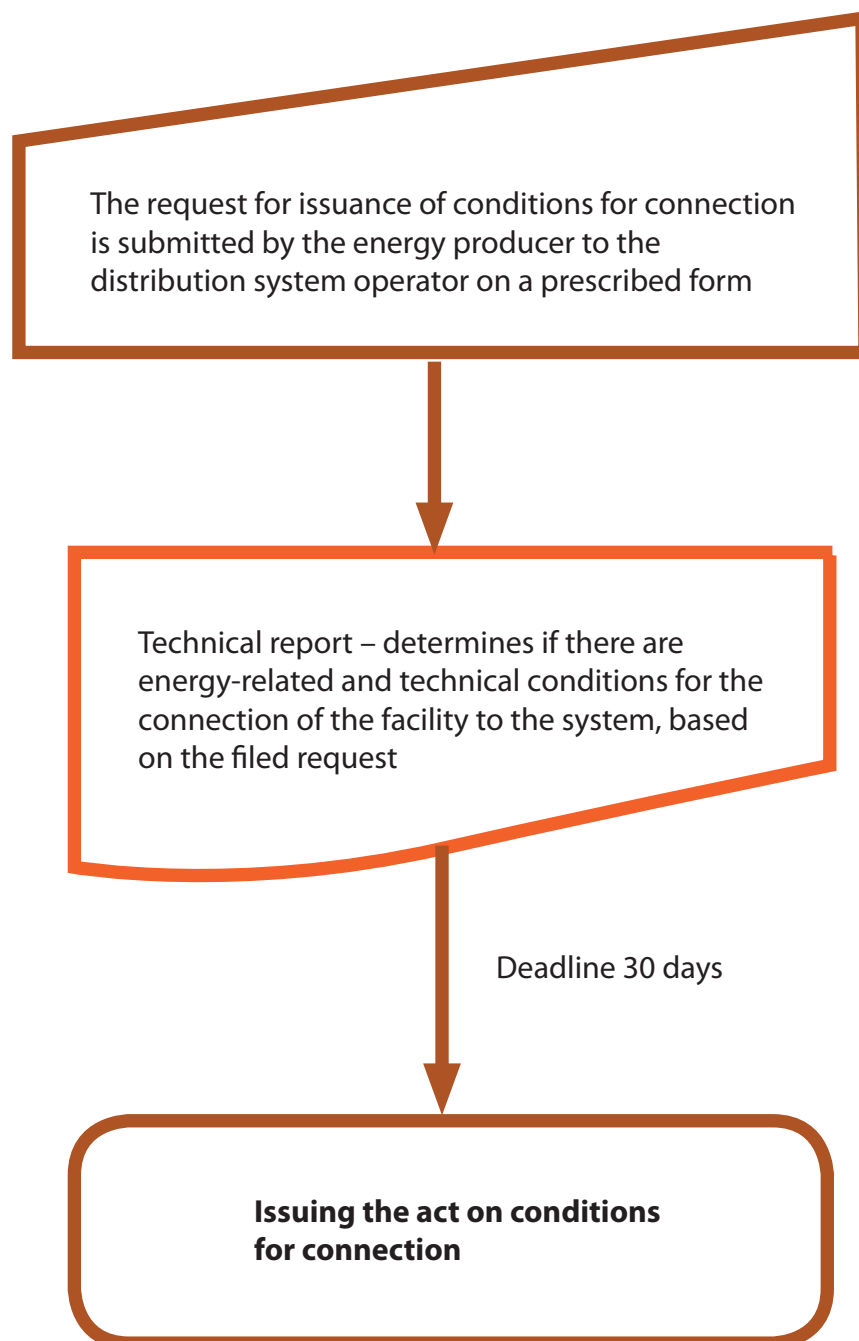 The request for issuance of conditions for connection
is submitted by the energy producer to the
distribution system operator on a prescribed form
Technical report – determines if there are
energy-related and technical conditions for the
connection of the facility to the system, based
on the filed request
Deadline 30 days
Issuing the act on conditions
for connection